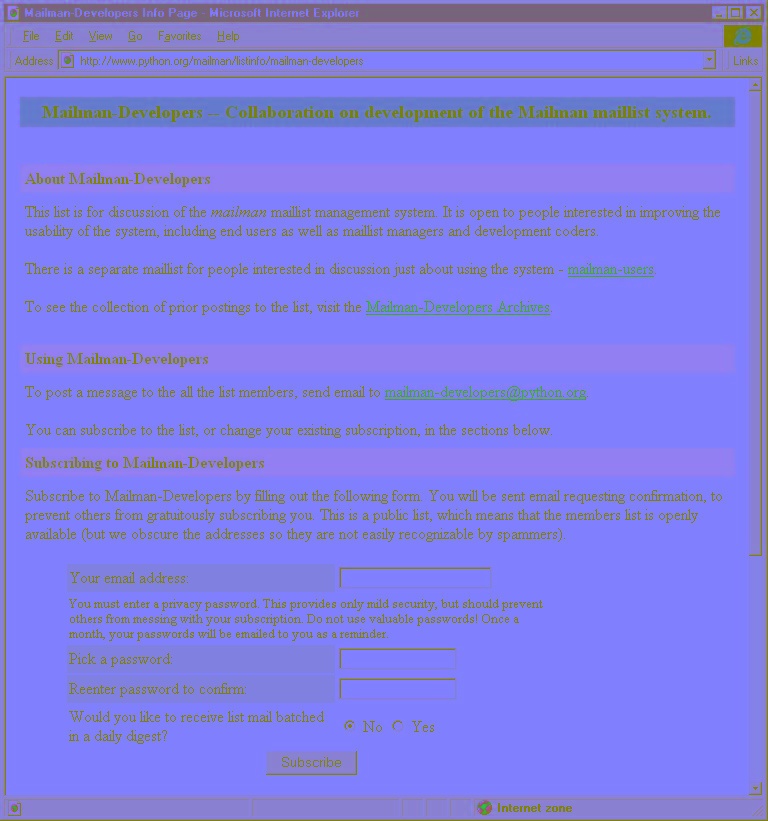 Mailman-Developers Info Page - Microsoft Internet Explorer
File Edit View Go Favorites Help
Address http://www.python.org/mailman/listinfo/mailman-developers Links
Mailman-Developers -- Collaboration on development of the Mailman maillist system.
About Mailman-Developers
This list is for discussion of the mailman maillist management system. It is open to people interested in improving the
usability of the system, including end users as well as maillist managers and development coders.
There is a separate maillist for people interested in discussion just about using the system - mailman-users.
To see the collection of prior postings to the list, visit the Mailman-Developers Archives.
Using Mailman-Developers
To post a message to the all the list members, send email to mailman-developers@python.org.
You can subscribe to the list, or change your existing subscription, in the sections below.
Subscribing to Mailman-Developers
Subscribe to Mailman-Developers by filling out the following form. You will be sent email requesting confirmation, to
prevent others from gratuitously subscribing you. This is a public list, which means that the members list is openly
available (but we obscure the addresses so they are not easily recognizable by spammers).
Your email address:
You must enter a privacy password. This provides only mild security, but should prevent
others from messing with your subscription. Do not use valuable passwords! Once a
month, your passwords will be emailed to you as a reminder.
Pick a password:
Reenter password to confirm:
Would you like to receive list mail batched
in a daily digest? No Yes
Subscribe
Internet zone